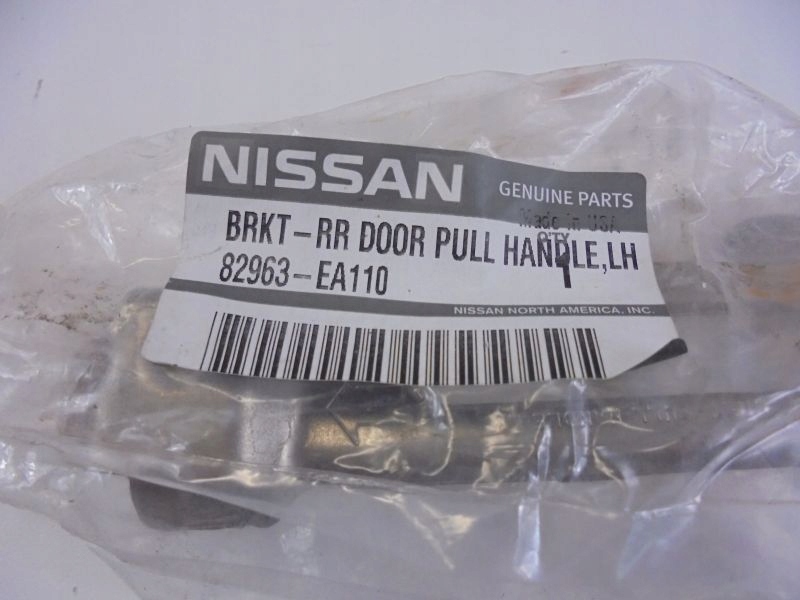 NISSAN GENUINE PARTS
Made in USA
BRKT-RR DOOR PULL HANDLE, LH
QTY
82963-EA110 1
NISSAN NORTH AMERICA, INC.